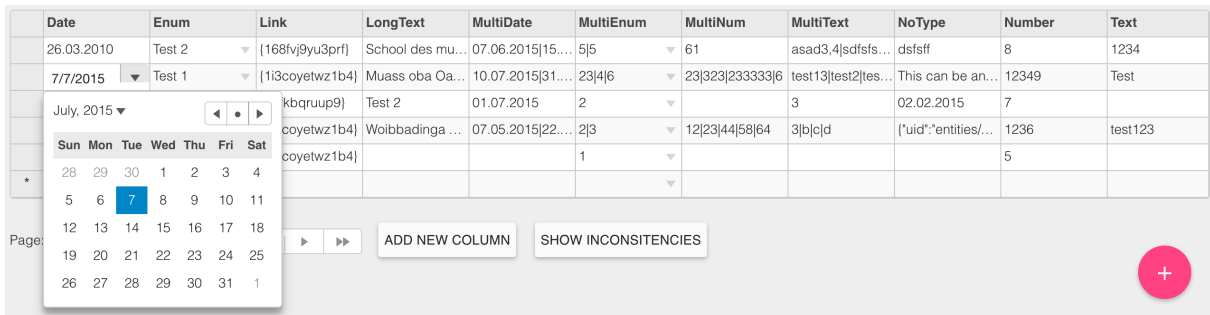 Date Enum Link LongText MultiDate MultiEnum MultiNum MultiText NoType Number Text
26.03.2010 Test 2 {168fvj9yu3prf} School des mu... 07.06.2015|15.... 5|5 61 asad3,4|sdfsfs... dsfsff 8 1234
7/7/2015 Test 1 {1i3coyetwz1b4} Muass oba Oa... 10.07.2015|31.... 23|4|6 23|323|233333|6 test13|test2|tes... This can be an... 12349 Test
kbqruup9} Test 2 01.07.2015 2 3 02.02.2015 7
coyetwz1b4} Woibbadinga ... 07.05.2015|22.... 2|3 12|23|44|58|64 3|b|c|d {"uid":"entities/... 1236 test123
coyetwz1b4} 1 5
*
July, 2015
Sun Mon Tue Wed Thu Fri Sat
28 29 30 1 2 3 4
5 6 7 8 9 10 11
12 13 14 15 16 17 18
19 20 21 22 23 24 25
26 27 28 29 30 31 1
Page: ADD NEW COLUMN SHOW INCONSITENCIES
+